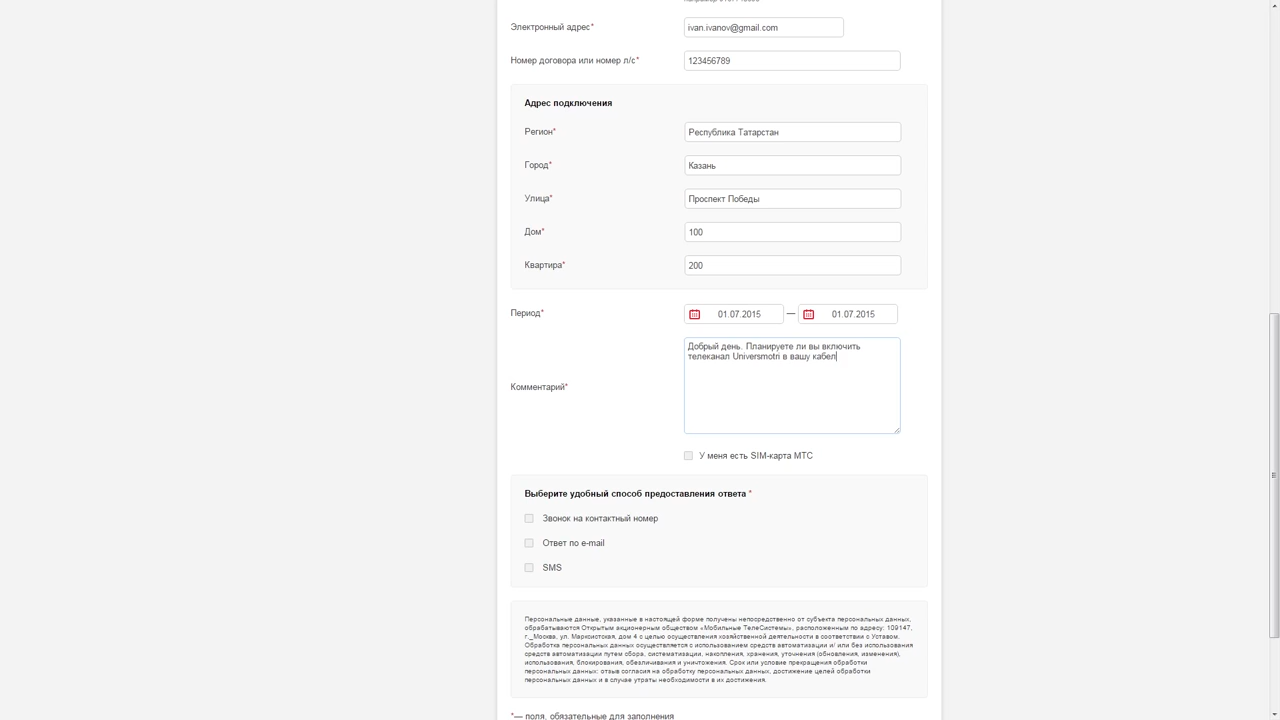 Электронный адрес*
ivan.ivanov@gmail.com
Номер договора или номер л/с*
123456789
Адрес подключения
Регион*
Республика Татарстан
Город*
Казань
Улица*
Проспект Победы
Дом*
100
Квартира*
200
Период*
01.07.2015 — 01.07.2015
Добрый день. Планируете ли вы включить
телеканал Universmotri в вашу кабел
Комментарий*
У меня есть SIM-карта МТС
Выберите удобный способ предоставления ответа *
Звонок на контактный номер
Ответ по e-mail
SMS
Персональные данные, указанные в настоящей форме получены непосредственно от субъекта персональных данных,
обрабатываются Открытым акционерным обществом «Мобильные ТелеСистемы», расположенным по адресу: 109147,
г._Москва, ул. Марксистская, дом 4 с целью осуществления хозяйственной деятельности в соответствии с Уставом.
Обработка персональных данных осуществляется с использованием средств автоматизации и/ или без использования
средств автоматизации путем сбора, систематизации, накопления, хранения, уточнения (обновления, изменения),
использования, блокирования, обезличивания и уничтожения. Срок или условие прекращения обработки
персональных данных: отзыв согласия на обработку персональных данных, достижение целей обработки
персональных данных и в случае утраты необходимости в их достижения.
*— поля, обязательные для заполнения